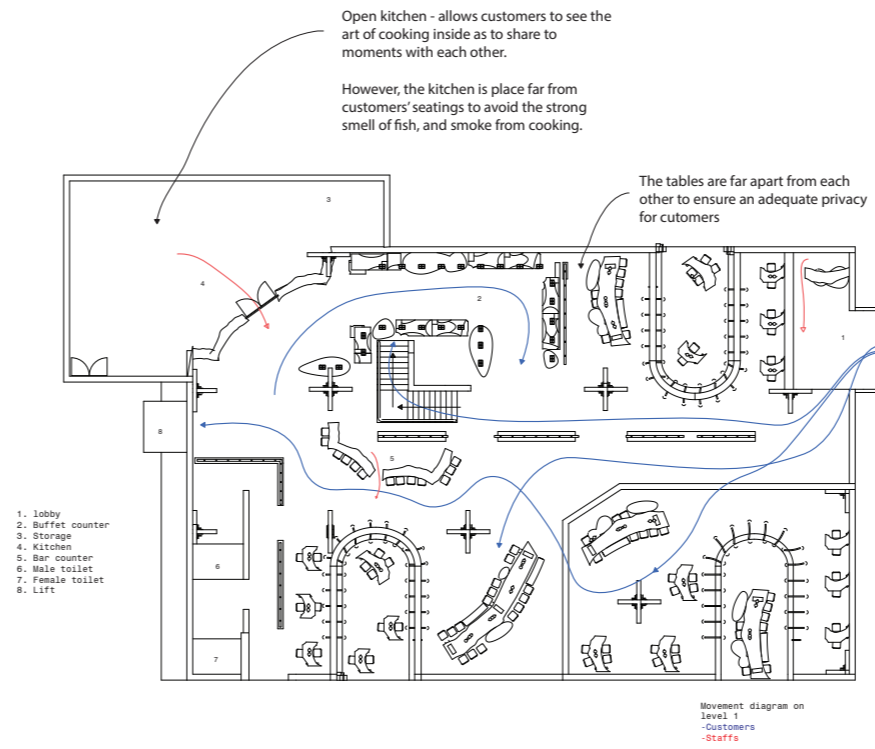 Open kitchen - allows customers to see the
art of cooking inside as to share to
moments with each other.
However, the kitchen is place far from
customers' seatings to avoid the strong
smell of fish, and smoke from cooking.
The tables are far apart from each
other to ensure an adequate privacy
for cutomers
3
4
2
1
8
5
6
7
1. lobby
2. Buffet counter
3. Storage
4. Kitchen
5. Bar counter
6. Male toilet
7. Female toilet
8. Lift
Movement diagram on
level 1
-Customers
-Staffs